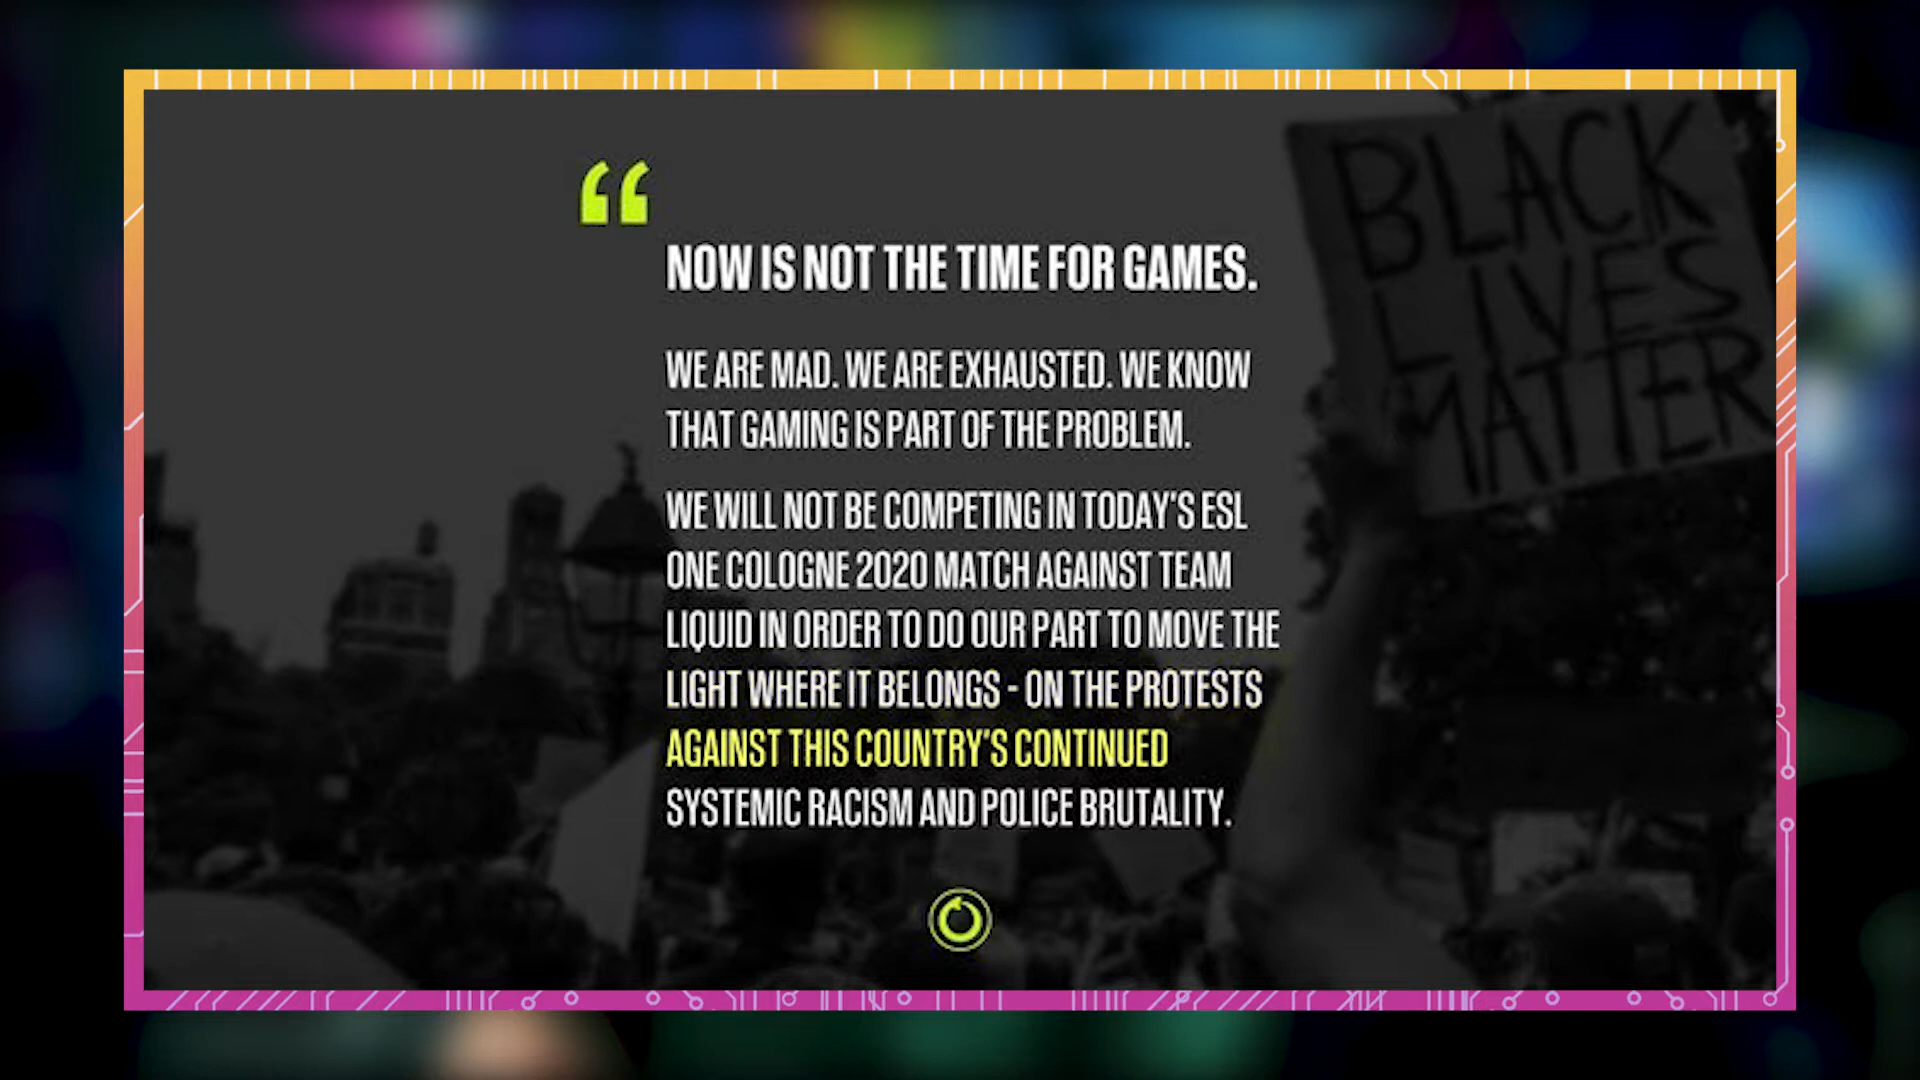 “
NOW IS NOT THE TIME FOR GAMES.
WE ARE MAD. WE ARE EXHAUSTED. WE KNOW
THAT GAMING IS PART OF THE PROBLEM.
WE WILL NOT BE COMPETING IN TODAY'S ESL
ONE COLOGNE 2020 MATCH AGAINST TEAM
LIQUID IN ORDER TO DO OUR PART TO MOVE THE
LIGHT WHERE IT BELONGS - ON THE PROTESTS
AGAINST THIS COUNTRY'S CONTINUED
SYSTEMIC RACISM AND POLICE BRUTALITY.
BLACK
LIVES
MATTER